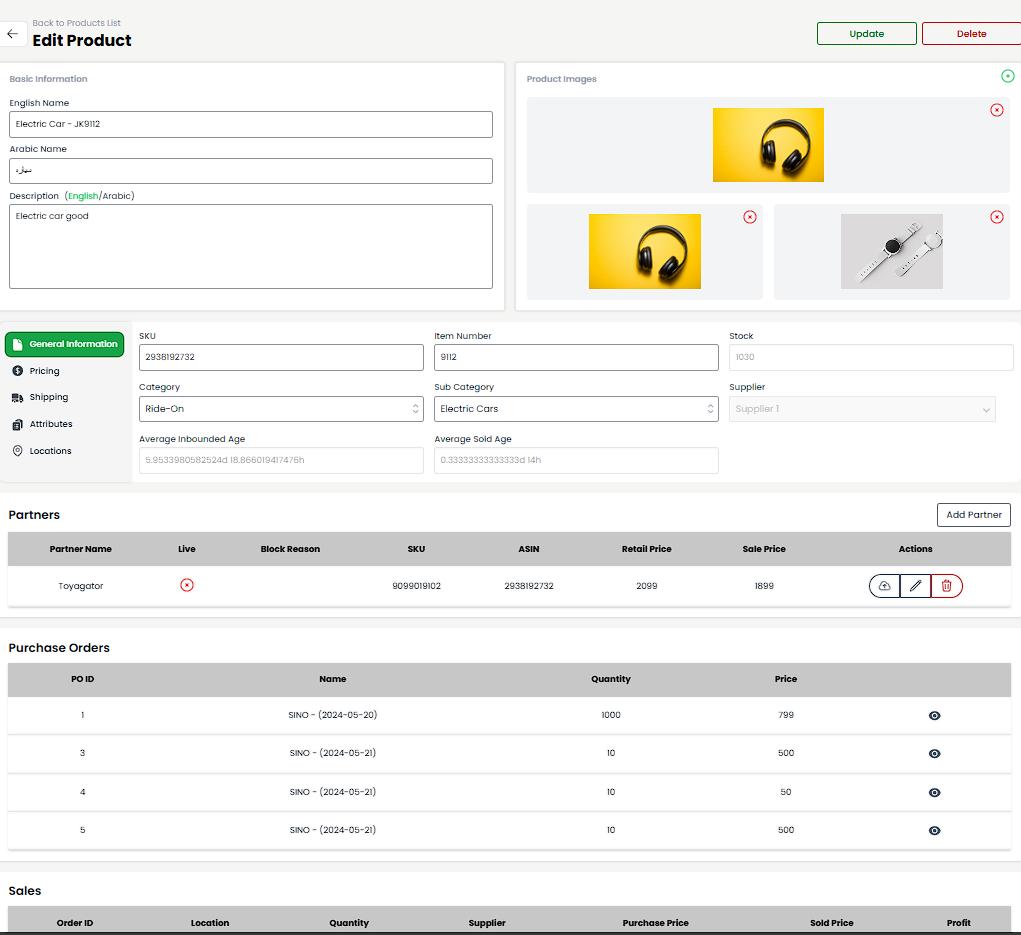 Back to Products List
Edit Product
Update
Delete
Basic Information
English Name
Electric Car - JK9112
Arabic Name
سياره
Description (English/Arabic)
Electric car good
Product Images
General Information
Pricing
Shipping
Attributes
Locations
SKU
2938192732
Item Number
9112
Stock
1030
Category
Ride-On
Sub Category
Electric Cars
Supplier
Supplier 1
Average Inbounded Age
5.9533980582524d 18.866019417476h
Average Sold Age
0.33333333333333d 14h
Partners
Add Partner
Partner Name Live Block Reason SKU ASIN Retail Price Sale Price Actions
Toyagator 9099019102 2938192732 2099 1899
Purchase Orders
PO ID Name Quantity Price
1 SINO - (2024-05-20) 1000 799
3 SINO - (2024-05-21) 10 500
4 SINO - (2024-05-21) 10 50
5 SINO - (2024-05-21) 10 500
Sales
Order ID Location Quantity Supplier Purchase Price Sold Price Profit